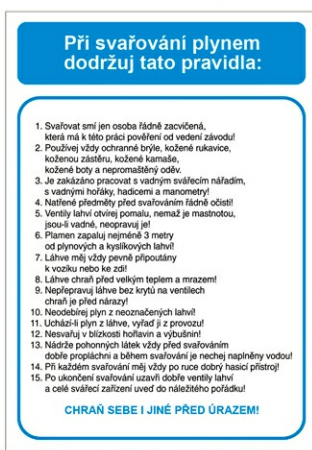 Při svařování plynem
dodržuj tato pravidla:
1. Svařovat smí jen osoba řádně zacvičená,
která má k této práci pověření od vedení závodu!
2. Používej vždy ochranné brýle, kožené rukavice,
koženou zástěru, kožené kamaše,
kožené boty a nepromaštěný oděv.
3. Je zakázáno pracovat s vadným svářecím nářadím,
s vadnými hořáky, hadicemi a manometry!
4. Natřené předměty před svařováním řádně očisti!
5. Ventily lahví otvírej pomalu, nemaž je mastnotou,
jsou-li vadné, neopravuj je!
6. Plamen zapaluj nejméně 3 metry
od plynových a kyslíkových lahví!
7. Láhve měj vždy pevně připoutány
k vozíku nebo ke zdi!
8. Láhve chraň před velkým teplem a mrazem!
9. Nepřepravuj láhve bez krytů na ventilech
chraň je před nárazy!
10. Neodebírej plyn z neoznačených lahví!
11. Uchází-li plyn z láhve, vyřaď ji z provozu!
12. Nesvařuj v blízkosti hořlavin a výbušnin!
13. Nádrže pohonných látek vždy před svařováním
dobře propláchni a během svařování je nechej naplněny vodou!
14. Při každém svařování měj vždy po ruce dobrý hasicí přístroj!
15. Po ukončení svařování uzavři dobře ventily lahví
a celé svářecí zařízení uveď do náležitého pořádku!
CHRAŇ SEBE I JINÉ PŘED ÚRAZEM!